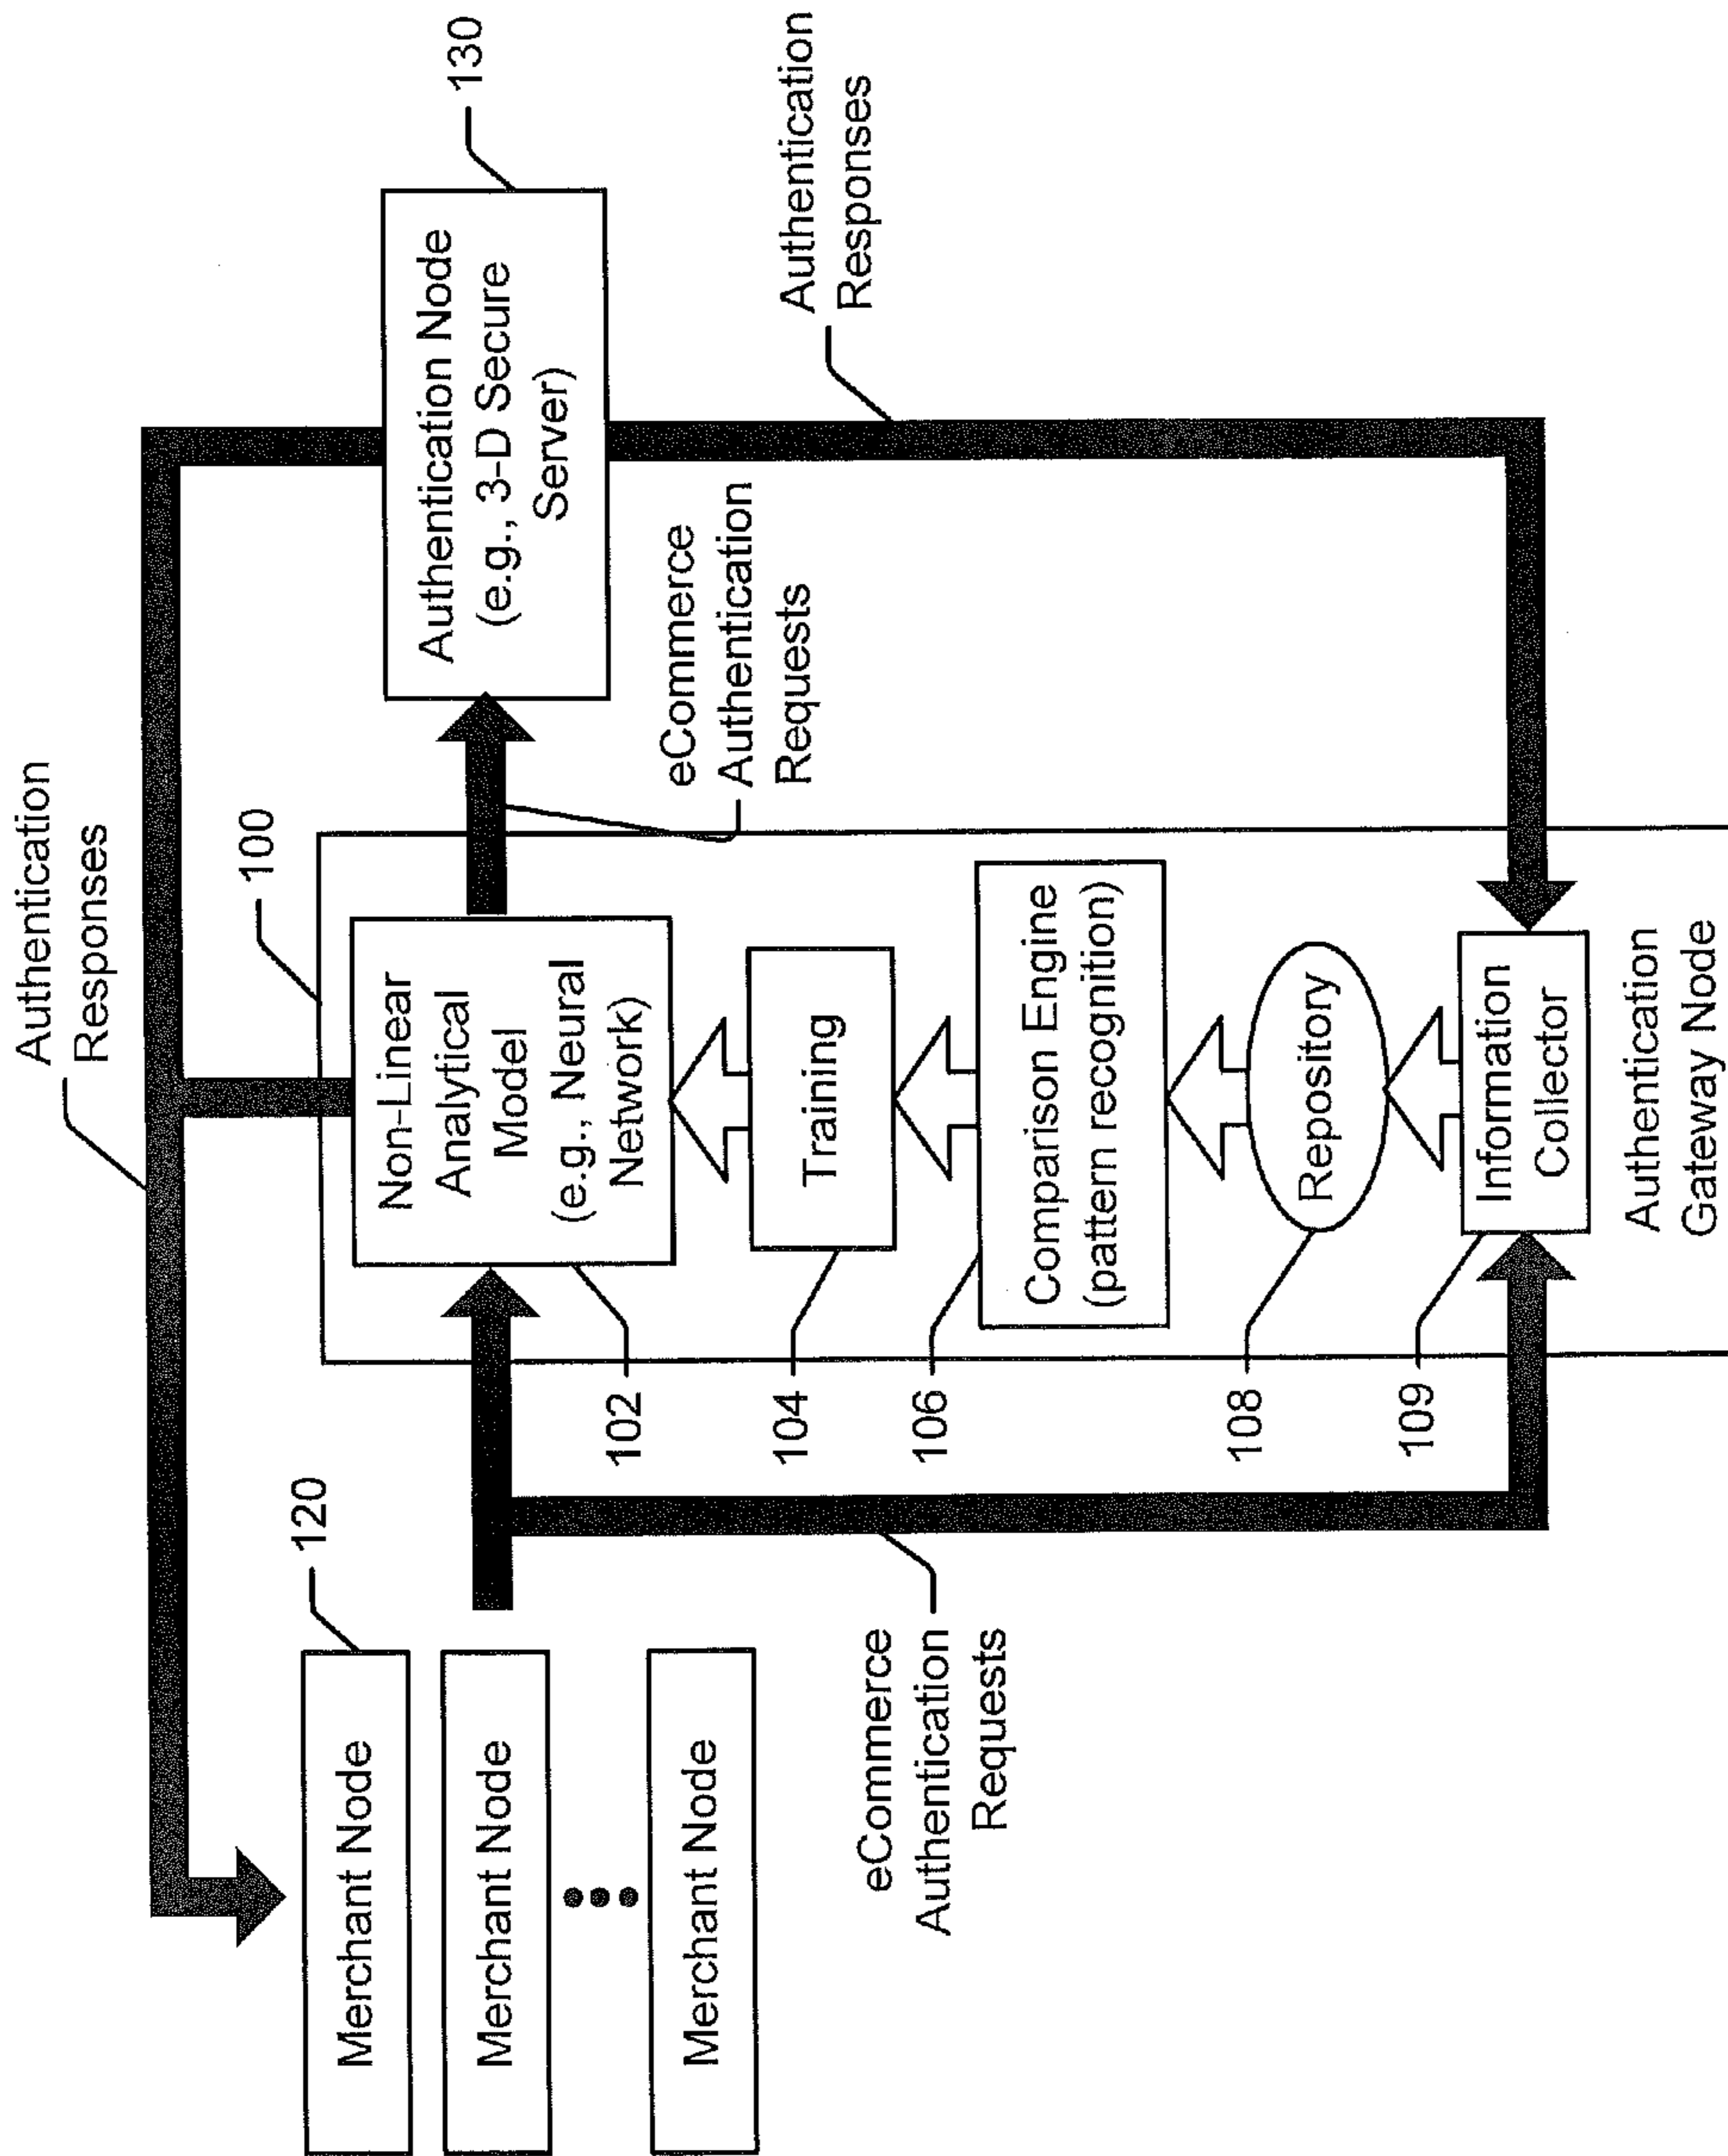 Authentication
Responses
Merchant Node
120
Merchant Node
Merchant Node
eCommerce
Authentication
Requests
100
Non-Linear
Analytical
Model
(e.g., Neural
Network)
102
Training
104
Comparison Engine
(pattern recognition)
106
Repository
108
Information
Collector
109
Authentication
Gateway Node
eCommerce
Authentication
Requests
Authentication Node
(e.g., 3-D Secure
Server)
130
Authentication
Responses